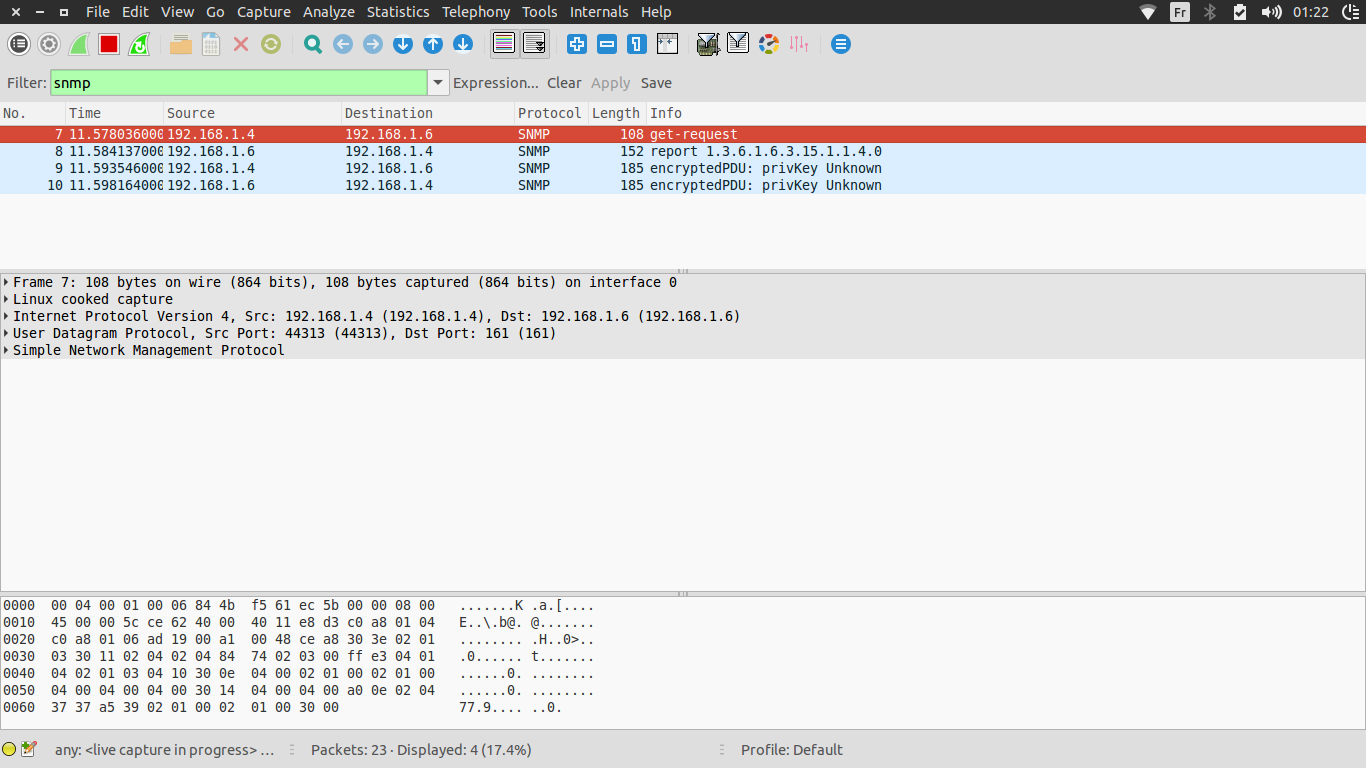 File Edit View Go Capture Analyze Statistics Telephony Tools Internals Help Fr 01:22
Filter: snmp Expression... Clear Apply Save
No. Time Source Destination Protocol Length Info
7 11.578036000 192.168.1.4 192.168.1.6 SNMP 108 get-request
8 11.584137000 192.168.1.6 192.168.1.4 SNMP 152 report 1.3.6.1.6.3.15.1.1.4.0
9 11.593546000 192.168.1.4 192.168.1.6 SNMP 185 encryptedPDU: privKey Unknown
10 11.598164000 192.168.1.6 192.168.1.4 SNMP 185 encryptedPDU: privKey Unknown
Frame 7: 108 bytes on wire (864 bits), 108 bytes captured (864 bits) on interface 0
Linux cooked capture
Internet Protocol Version 4, Src: 192.168.1.4 (192.168.1.4), Dst: 192.168.1.6 (192.168.1.6)
User Datagram Protocol, Src Port: 44313 (44313), Dst Port: 161 (161)
Simple Network Management Protocol
0000 00 04 00 01 00 06 84 4b f5 61 ec 5b 00 00 08 00 .......K .a.[....
0010 45 00 00 5c ce 62 40 00 40 11 e8 d3 c0 a8 01 04 E..\.b@. @.......
0020 c0 a8 01 06 ad 19 00 a1 00 48 ce a8 30 3e 02 01 ........ .H..0>..
0030 03 30 11 02 04 02 04 84 74 02 03 00 ff e3 04 01 .0...... t.......
0040 04 02 01 03 04 10 30 0e 04 00 02 01 00 02 01 00 ......0. ........
0050 04 00 04 00 04 00 30 14 04 00 04 00 a0 0e 02 04 ......0. ........
0060 37 37 a5 39 02 01 00 02 01 00 30 00 77.9.... ..0.
any: <live capture in progress> ... Packets: 23 · Displayed: 4 (17.4%) Profile: Default